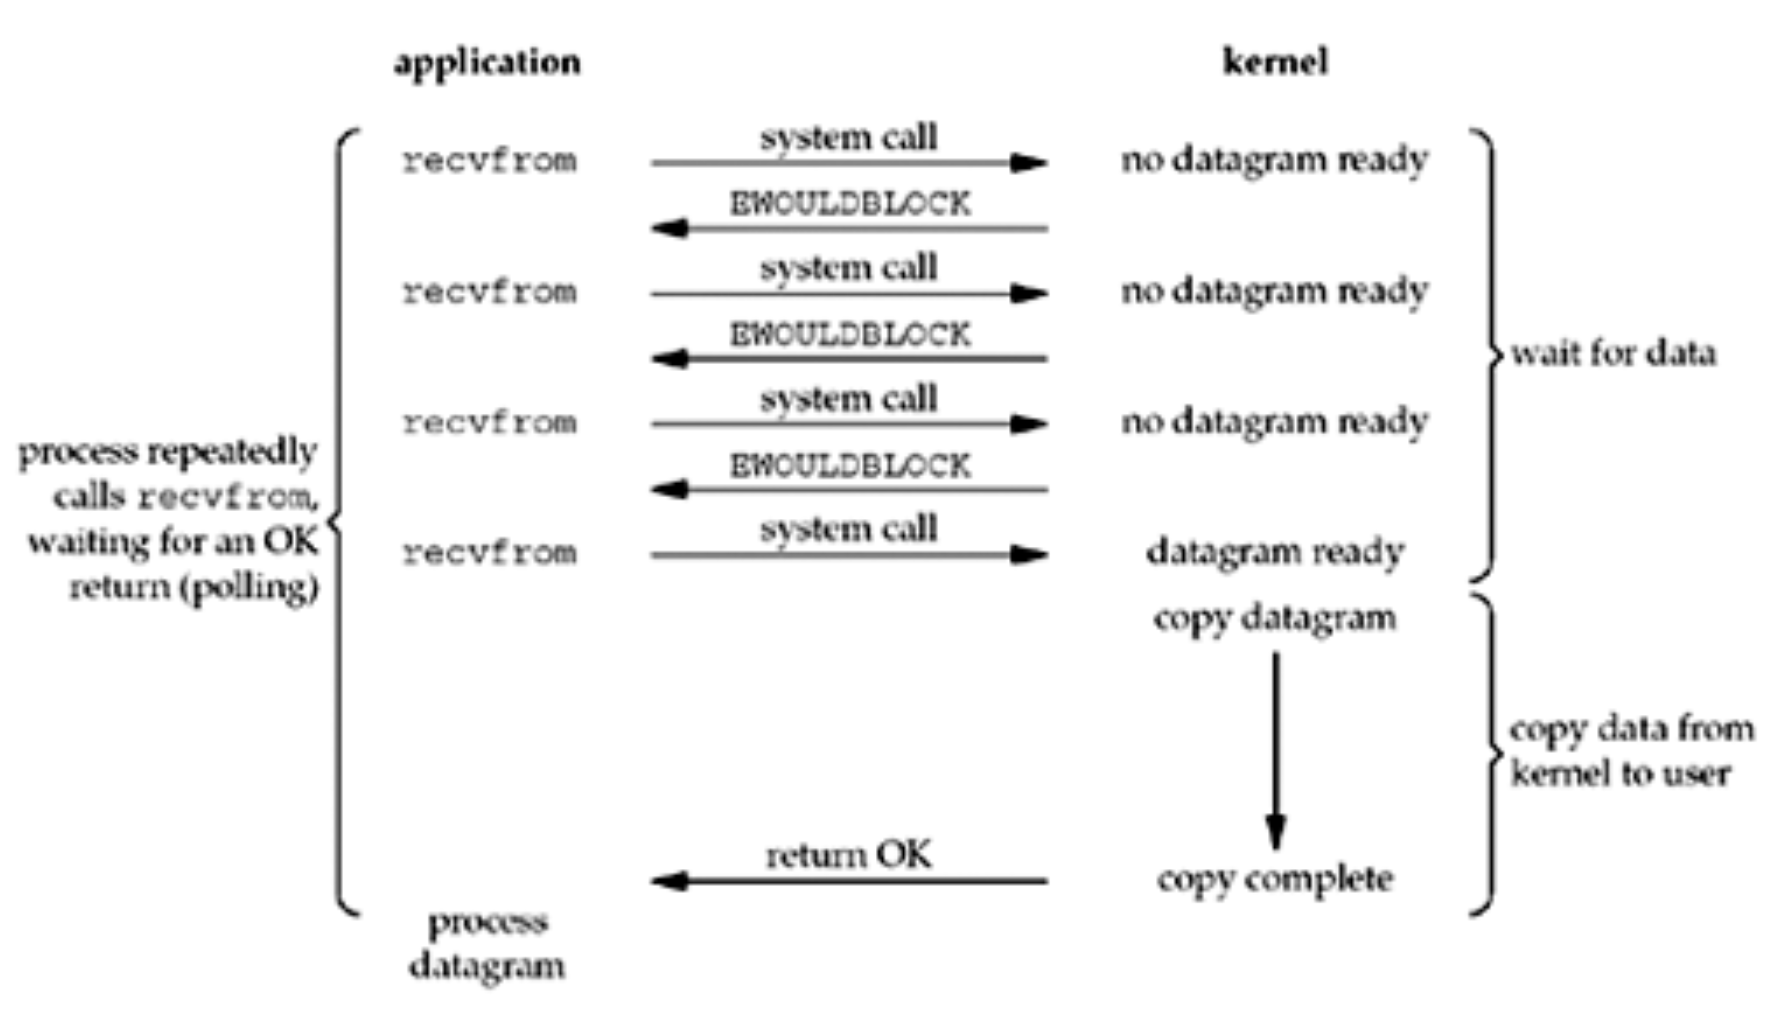 application
kernel
system call
recvfrom
no datagram ready
EWOULDBLOCK
system call
recvfrom
no datagram ready
EWOULDBLOCK
wait for data
system call
recvfrom
no datagram ready
process repeatedly
calls recvfrom,
waiting for an OK
return (polling)
EWOULDBLOCK
system call
recvfrom
datagram ready
copy datagram
copy data from
kernel to user
return OK
copy complete
process
datagram